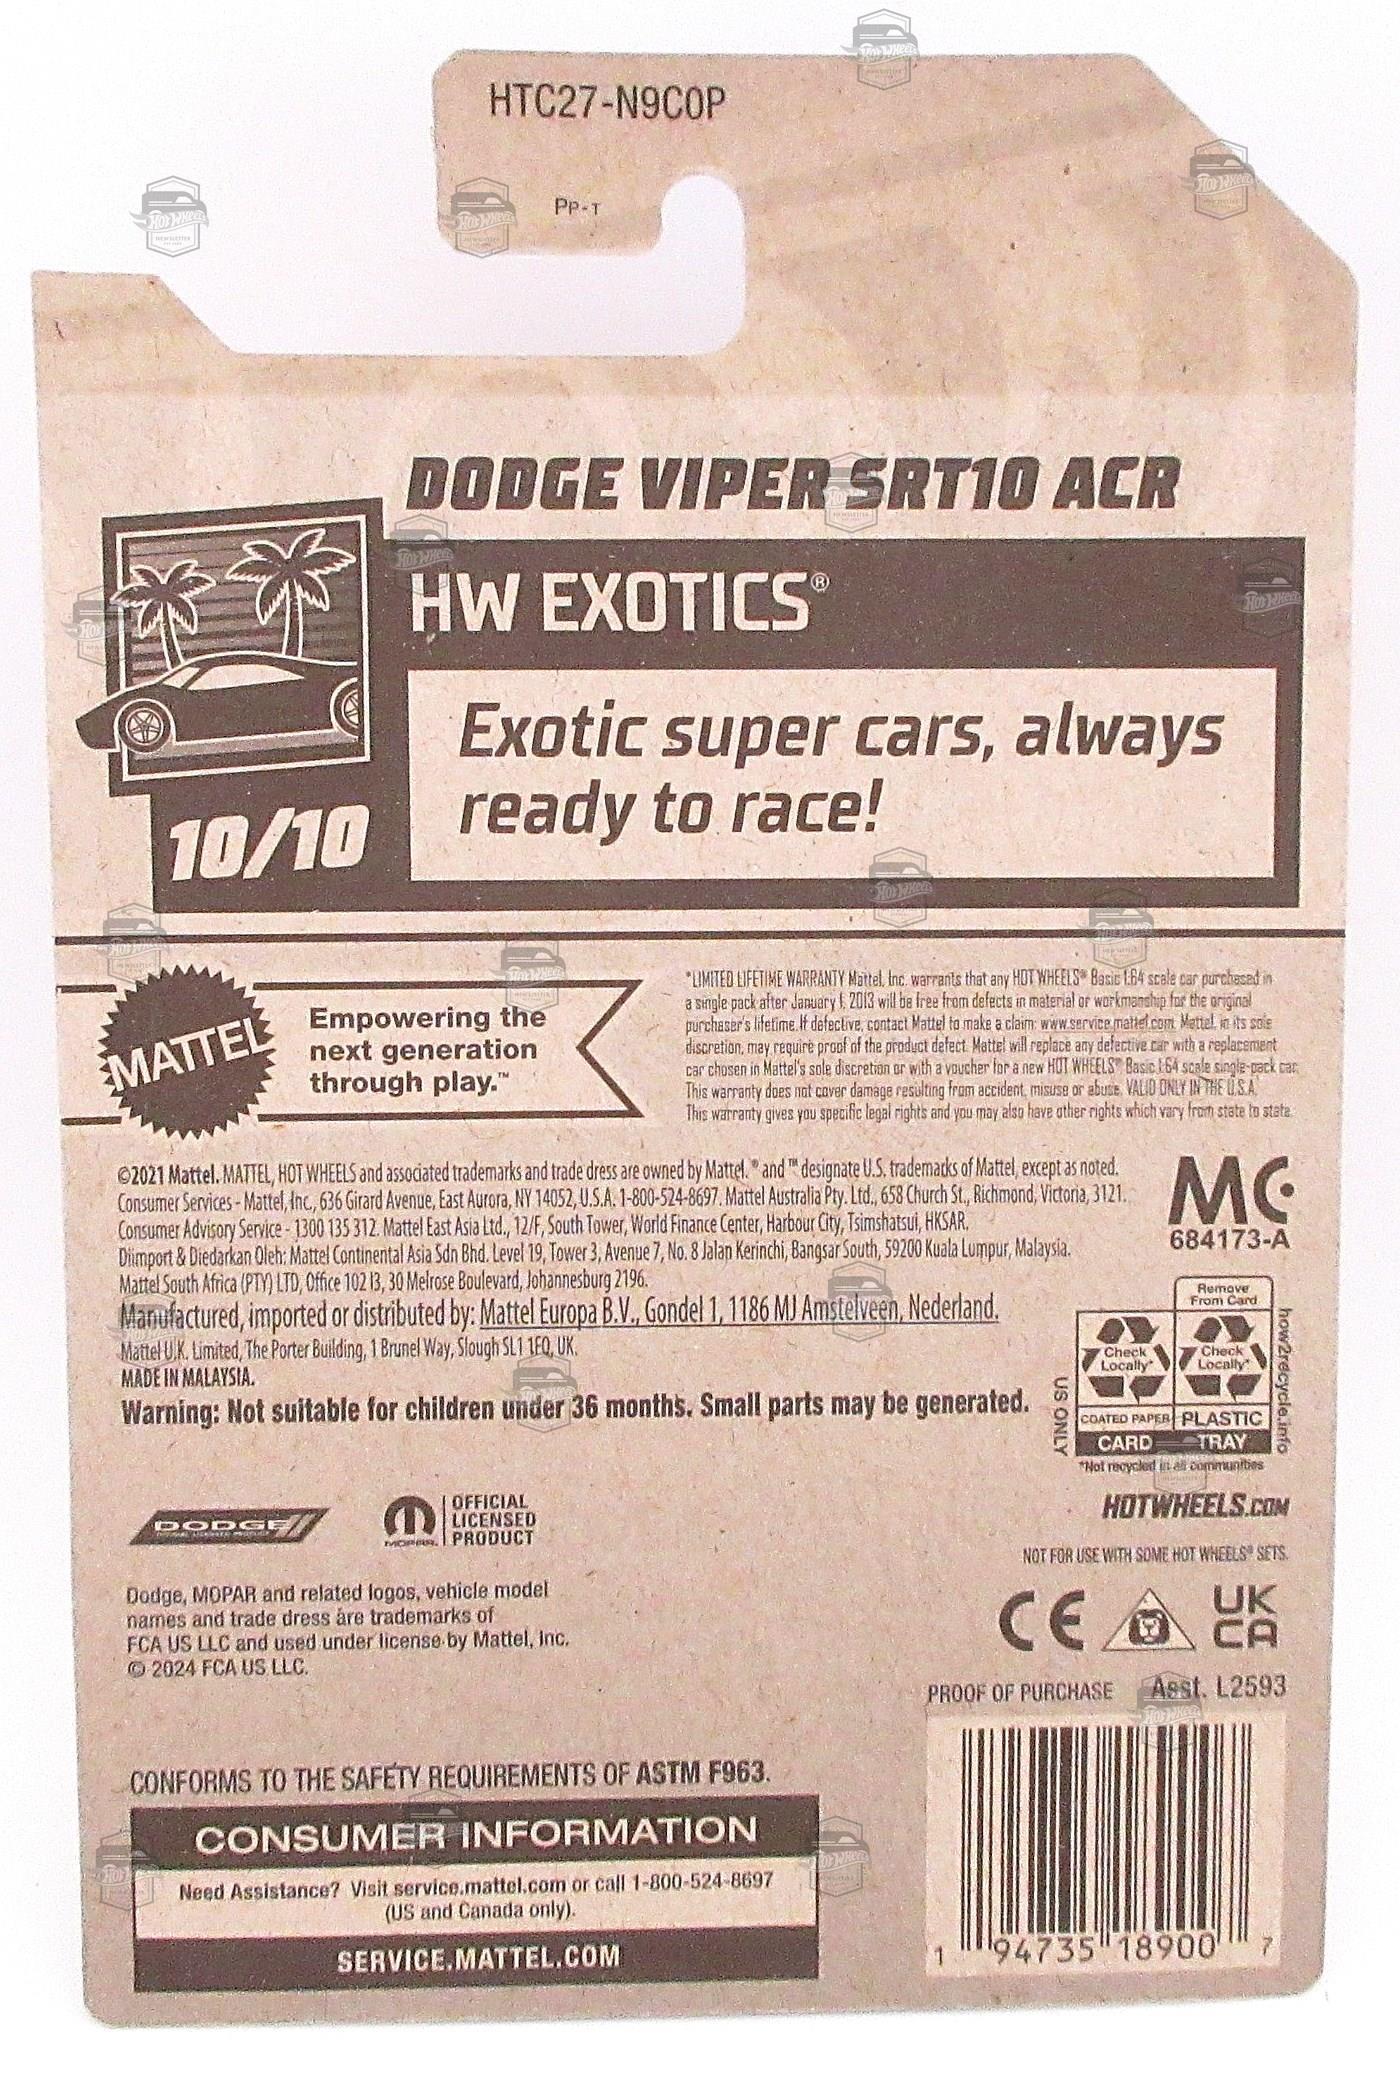 HTC27-N9C0P
PP-T
DODGE VIPER SRT10 ACR
HW EXOTICS®
Exotic super cars, always
ready to race!
10/10
MATTEL
Empowering the
next generation
through play.™
*LIMITED LIFETIME WARRANTY Mattel, Inc. warrants that any HOT WHEELS® Basic 1:64 scale car purchased in
a single pack after January 1, 2013 will be free from defects in material or workmanship for the original
purchaser's lifetime. If defective, contact Mattel to make a claim: www.service.mattel.com. Mattel, in its sole
discretion, may require proof of the product defect. Mattel will replace any defective car with a replacement
car chosen in Mattel's sole discretion or with a voucher for a new HOT WHEELS® Basic 1:64 scale single-pack car.
This warranty does not cover damage resulting from accident, misuse or abuse. VALID ONLY IN THE U.S.A.
This warranty gives you specific legal rights and you may also have other rights which vary from state to state.
©2021 Mattel. MATTEL, HOT WHEELS and associated trademarks and trade dress are owned by Mattel. ® and ™ designate U.S. trademarks of Mattel, except as noted.
Consumer Services - Mattel, Inc., 636 Girard Avenue, East Aurora, NY 14052, U.S.A. 1-800-524-8697. Mattel Australia Pty. Ltd., 658 Church St., Richmond, Victoria, 3121.
Consumer Advisory Service - 1300 135 312. Mattel East Asia Ltd., 12/F, South Tower, World Finance Center, Harbour City, Tsimshatsui, HKSAR.
Diimport & Diedarkan Oleh: Mattel Continental Asia Sdn Bhd. Level 19, Tower 3, Avenue 7, No. 8 Jalan Kerinchi, Bangsar South, 59200 Kuala Lumpur, Malaysia.
Mattel South Africa (PTY) LTD, Office 102 I3, 30 Melrose Boulevard, Johannesburg 2196.
Manufactured, imported or distributed by: Mattel Europa B.V., Gondel 1, 1186 MJ Amstelveen, Nederland.
Mattel U.K. Limited, The Porter Building, 1 Brunel Way, Slough SL1 1FQ, UK.
MADE IN MALAYSIA.
Warning: Not suitable for children under 36 months. Small parts may be generated.
MC
684173-A
Remove
From Card
Check
Locally*
Check
Locally*
COATED PAPER
PLASTIC
CARD
TRAY
US ONLY
how2recycle.info
*Not recycled in all communities
HOTWHEELS.COM
NOT FOR USE WITH SOME HOT WHEELS® SETS.
CE
UK
CA
DODGE
MOPAR
OFFICIAL
LICENSED
PRODUCT
Dodge, MOPAR and related logos, vehicle model
names and trade dress are trademarks of
FCA US LLC and used under license by Mattel, Inc.
© 2024 FCA US LLC.
PROOF OF PURCHASE Asst. L2593
1 94735 18900 7
CONFORMS TO THE SAFETY REQUIREMENTS OF ASTM F963.
CONSUMER INFORMATION
Need Assistance? Visit service.mattel.com or call 1-800-524-8697
(US and Canada only).
SERVICE.MATTEL.COM